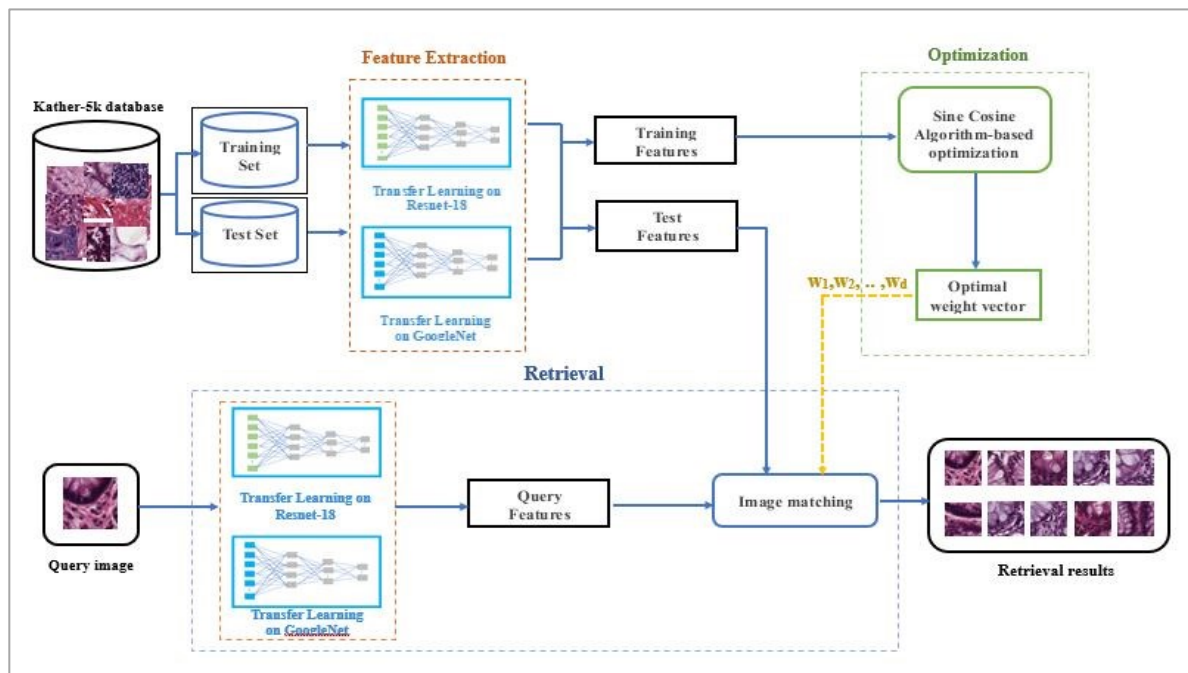 Feature Extraction
Optimization
Kather-5k database
Training
Set
Test Set
Transfer Learning on
Resnet-18
Transfer Learning
on GoogleNet
Training
Features
Test
Features
Sine Cosine
Algorithm-based
optimization
w1,w2, .. ,wd
Optimal
weight vector
Retrieval
Query image
Transfer Learning on
Resnet-18
Transfer Learning
on GoogleNet
Query
Features
Image matching
Retrieval results